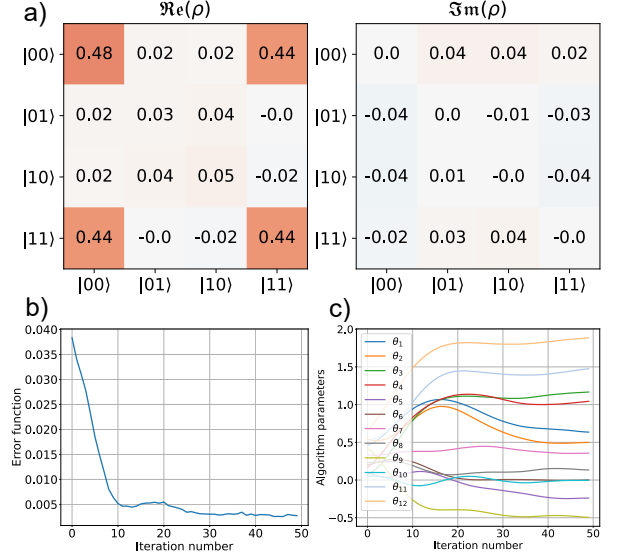 a)
ℜe(ρ)
ℑm(ρ)
|00⟩ 0.48 0.02 0.02 0.44
|01⟩ 0.02 0.03 0.04 -0.0
|10⟩ 0.02 0.04 0.05 -0.02
|11⟩ 0.44 -0.0 -0.02 0.44
|00⟩ |01⟩ |10⟩ |11⟩
|00⟩ 0.0 0.04 0.04 0.02
|01⟩ -0.04 0.0 -0.01 -0.03
|10⟩ -0.04 0.01 -0.0 -0.04
|11⟩ -0.02 0.03 0.04 -0.0
|00⟩ |01⟩ |10⟩ |11⟩
b)
Error function
0.040
0.035
0.030
0.025
0.020
0.015
0.010
0.005
0 10 20 30 40 50
Iteration number
c)
Algorithm parameters
2.0
1.5
1.0
0.5
0.0
−0.5
θ1
θ2
θ3
θ4
θ5
θ6
θ7
θ8
θ9
θ10
θ11
θ12
0 10 20 30 40 50
Iteration number